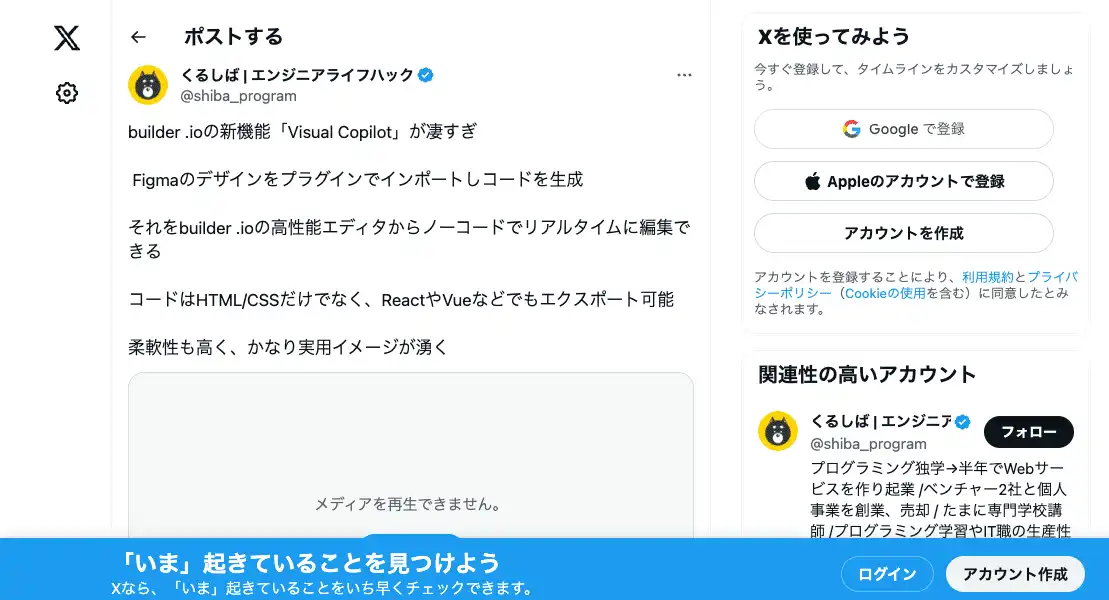 ポストする
くるしば | エンジニアライフハック
@shiba_program
builder .ioの新機能「Visual Copilot」が凄すぎ
Figmaのデザインをプラグインでインポートしコードを生成
それをbuilder .ioの高性能エディタからノーコードでリアルタイムに編集で
きる
コードはHTML/CSSだけでなく、ReactやVueなどでもエクスポート可能
柔軟性も高く、かなり実用イメージが湧く
メディアを再生できません。
Xを使ってみよう
今すぐ登録して、タイムラインをカスタマイズしましょ
う。
Google で登録
Appleのアカウントで登録
アカウントを作成
アカウントを登録することにより、利用規約とプライバ
シーポリシー（Cookieの使用を含む）に同意したとみ
なされます。
関連性の高いアカウント
くるしば | エンジニア
@shiba_program
フォロー
プログラミング独学→半年でWebサー
ビスを作り起業 /ベンチャー2社と個人
事業を創業、売却 / たまに専門学校講
師 /プログラミング学習やIT職の生産性
「いま」起きていることを見つけよう
Xなら、「いま」起きていることをいち早くチェックできます。
ログイン
アカウント作成